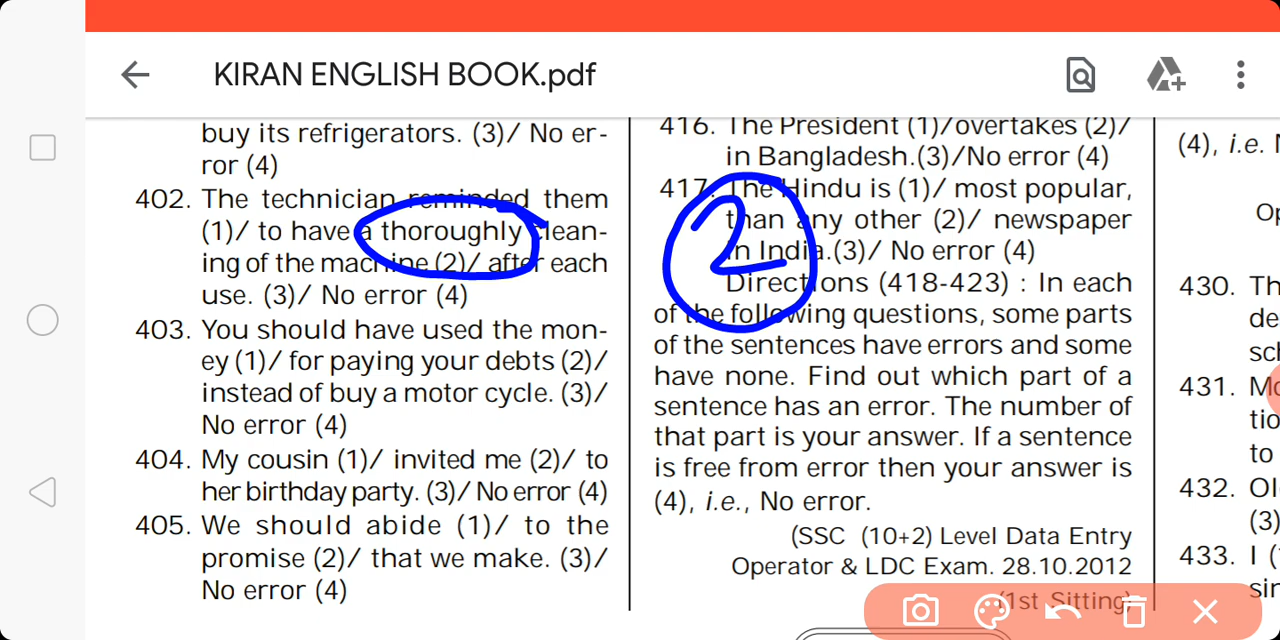 KIRAN ENGLISH BOOK.pdf
buy its refrigerators. (3)/ No er-
ror (4)
402. The technician reminded them
(1)/ to have a thoroughly clean-
ing of the machine (2)/ after each
use. (3)/ No error (4)
403. You should have used the mon-
ey (1)/ for paying your debts (2)/
instead of buy a motor cycle. (3)/
No error (4)
404. My cousin (1)/ invited me (2)/ to
her birthday party. (3)/ No error (4)
405. We should abide (1)/ to the
promise (2)/ that we make. (3)/
No error (4)
416. The President (1)/overtakes (2)/
in Bangladesh.(3)/No error (4)
417. The Hindu is (1)/ most popular,
than any other (2)/ newspaper
in India.(3)/ No error (4)
2
Directions (418-423) : In each
of the following questions, some parts
of the sentences have errors and some
have none. Find out which part of a
sentence has an error. The number of
that part is your answer. If a sentence
is free from error then your answer is
(4), i.e., No error.
(SSC (10+2) Level Data Entry
Operator & LDC Exam. 28.10.2012
(1st Sitting)
(4), i.e.
430.
431.
to
432.
(3)
433. I